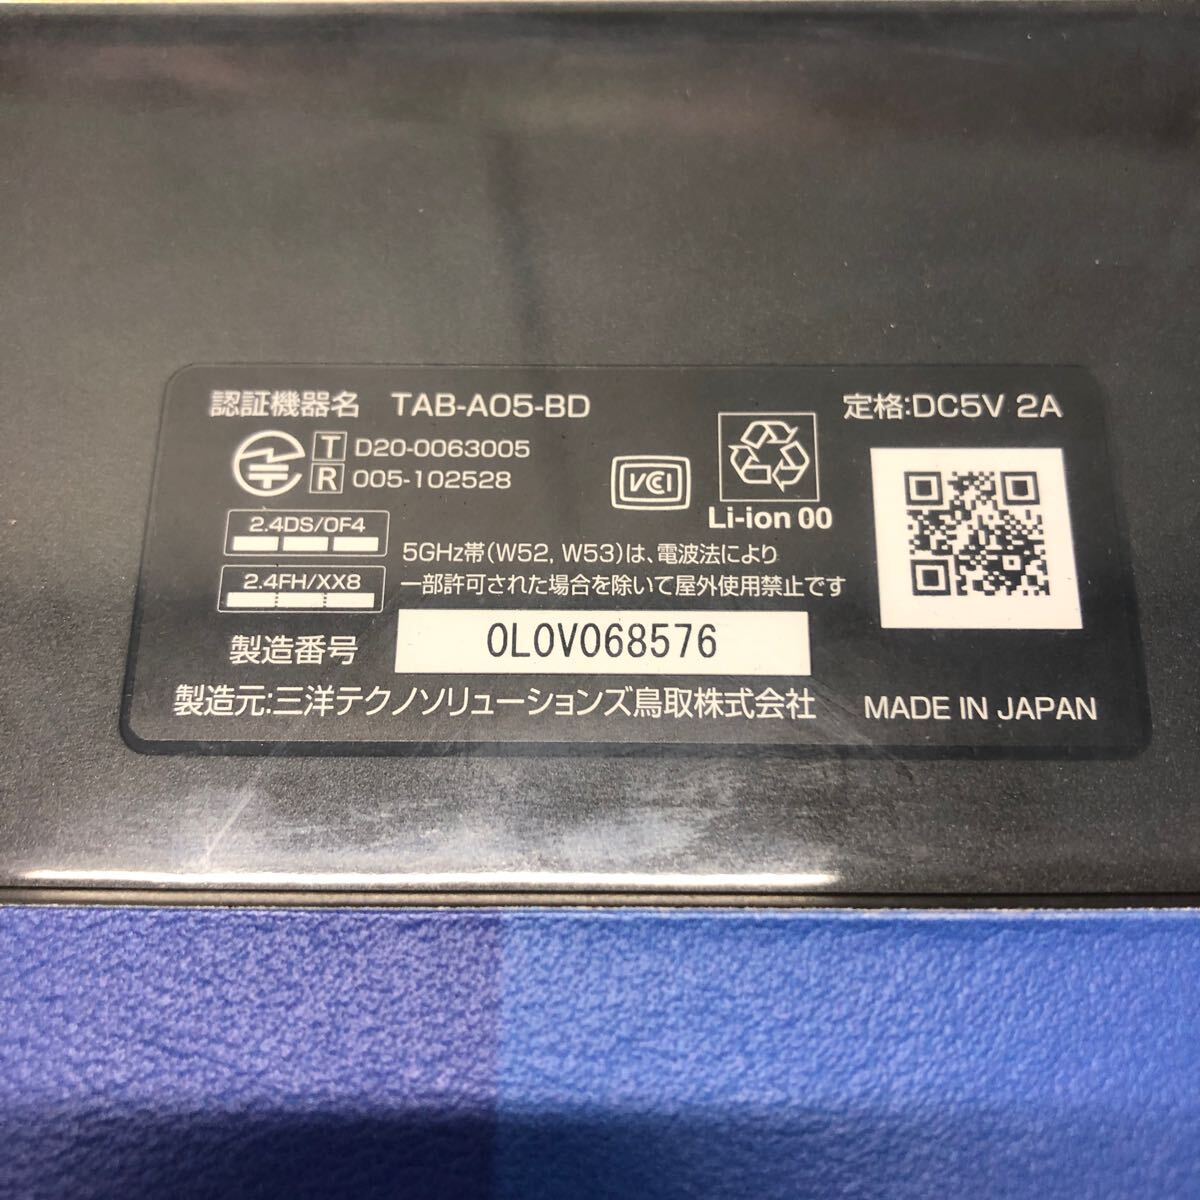 認証機器名 TAB-A05-BD
定格:DC5V 2A
T D20-0063005
R 005-102528
VCI
Li-ion 00
2.4DS/OF4
2.4FH/XX8
5GHz帯(W52, W53)は、電波法により
一部許可された場合を除いて屋外使用禁止です
製造番号 0L0V068576
製造元:三洋テクノソリューションズ鳥取株式会社
MADE IN JAPAN